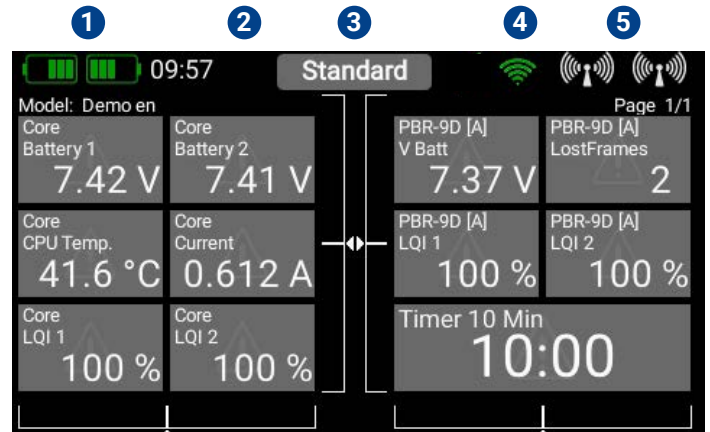 1 2 3 4 5
09:57 Standard
Model: Demo en Page 1/1
Core
Battery 1
7.42 V
Core
Battery 2
7.41 V
PBR-9D [A]
V Batt
7.37 V
PBR-9D [A]
LostFrames
2
Core
CPU Temp.
41.6 °C
Core
Current
0.612 A
PBR-9D [A]
LQI 1
100 %
PBR-9D [A]
LQI 2
100 %
Core
LQI 1
100 %
Core
LQI 2
100 %
Timer 10 Min
10:00